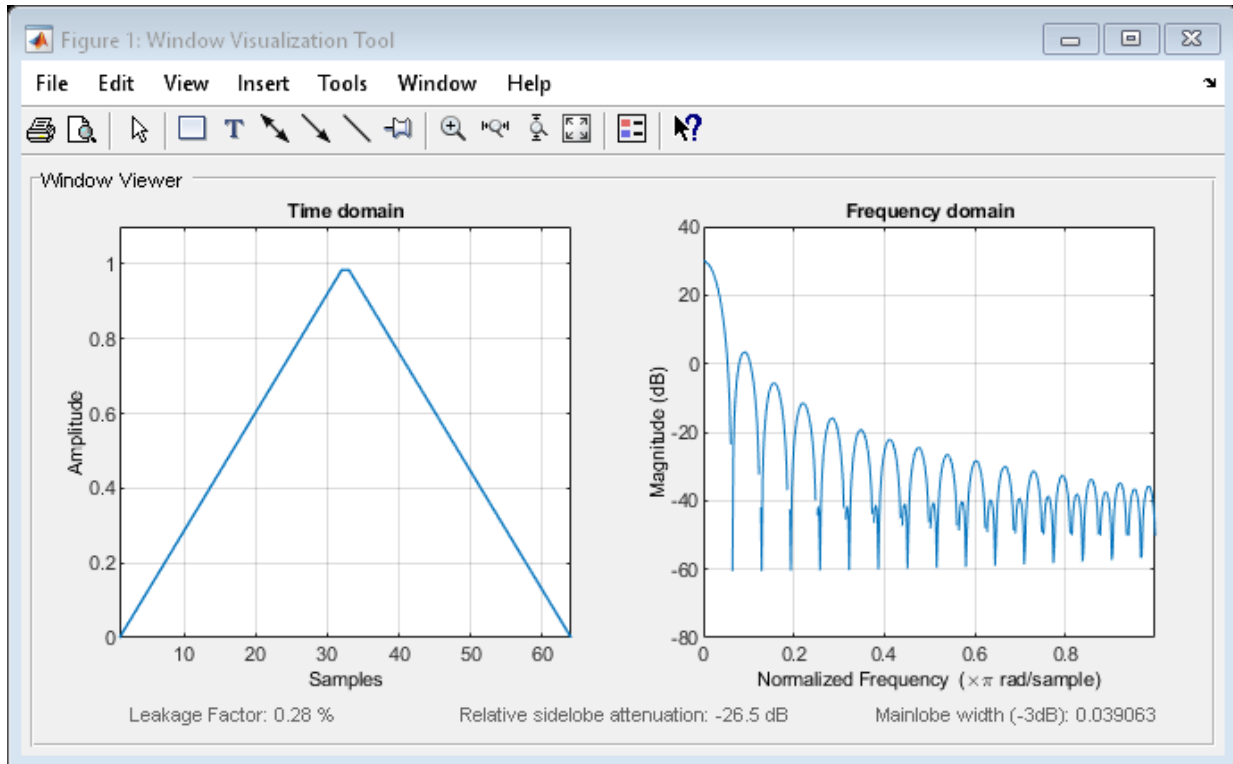 Figure 1: Window Visualization Tool
File Edit View Insert Tools Window Help
T
?
Window Viewer
Time domain
Amplitude
1
0.8
0.6
0.4
0.2
0
10 20 30 40 50 60
Samples
Frequency domain
Magnitude (dB)
40
20
0
-20
-40
-60
-80
0 0.2 0.4 0.6 0.8
Normalized Frequency (×π rad/sample)
Leakage Factor: 0.28 % Relative sidelobe attenuation: -26.5 dB Mainlobe width (-3dB): 0.039063